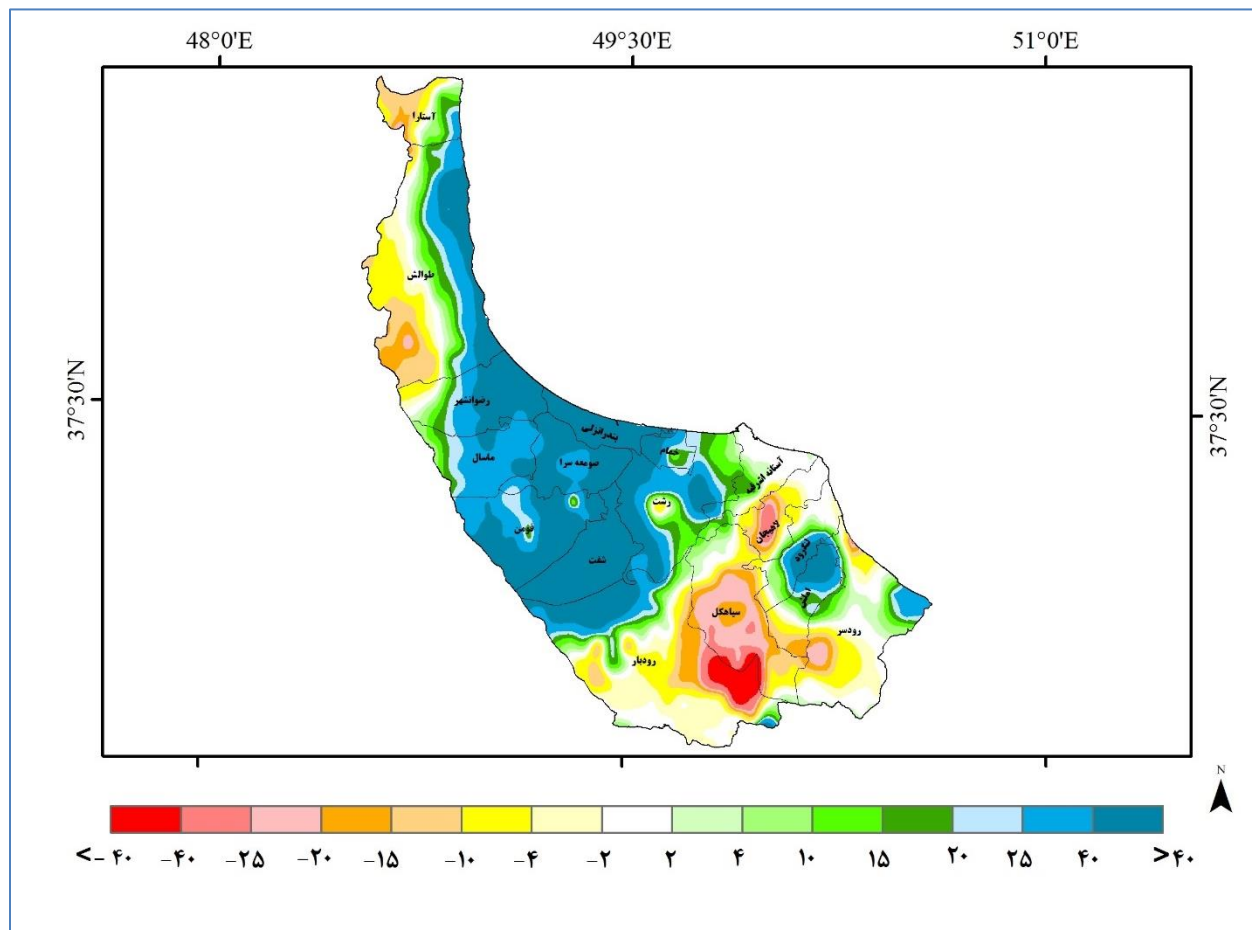 48°0'E 49°30'E 51°0'E
37°30'N
37°30'N
آستارا
طوالش
رضوانشهر
بندرانزلی
خمام
ماسال
صومعه سرا
آستانه اشرفیه
رشت
فومن
لاهیجان
لنگرود
شفت
املش
سیاهکل
رودسر
رودبار
N
<-۴۰ -۴۰ -۲۵ -۲۰ -۱۵ -۱۰ -۴ -۲ ۲ ۴ ۱۰ ۱۵ ۲۰ ۲۵ ۴۰ >۴۰